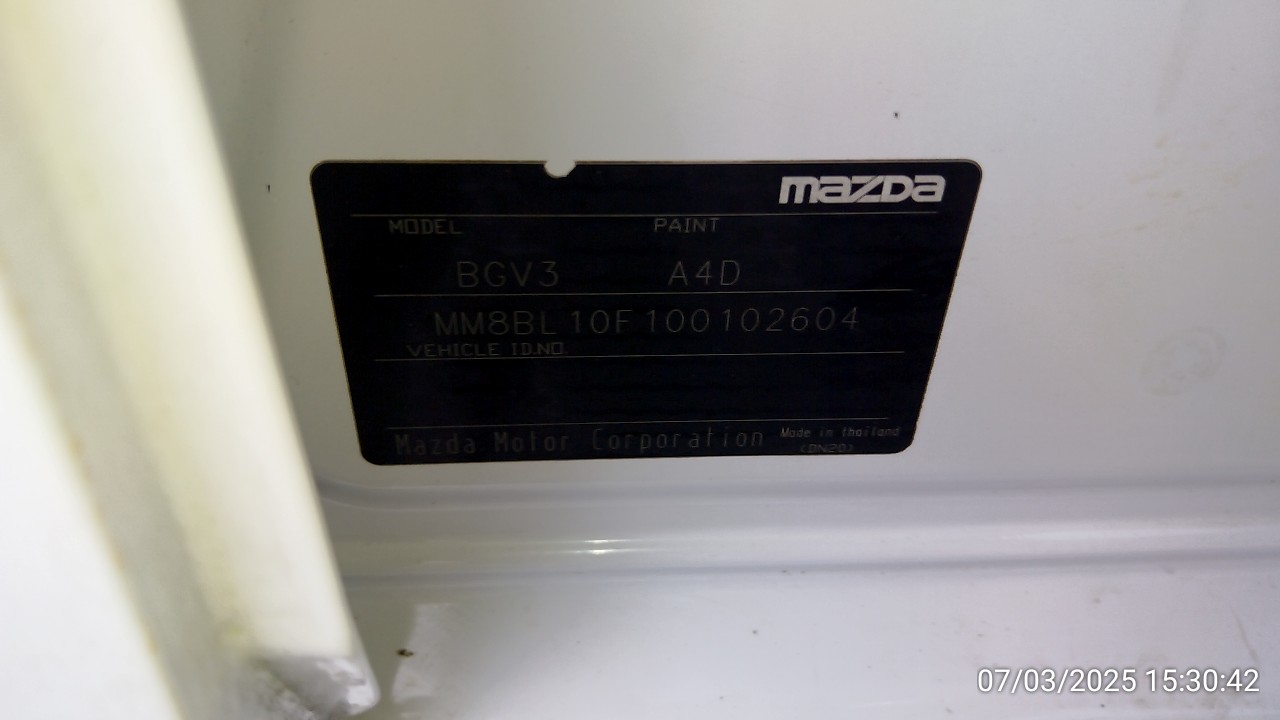 mazda
MODEL PAINT
BGV3 A4D
MM8BL10F100102604
VEHICLE ID.NO.
Mazda Motor Corporation Made in thailand
(DN20)
07/03/2025 15:30:42